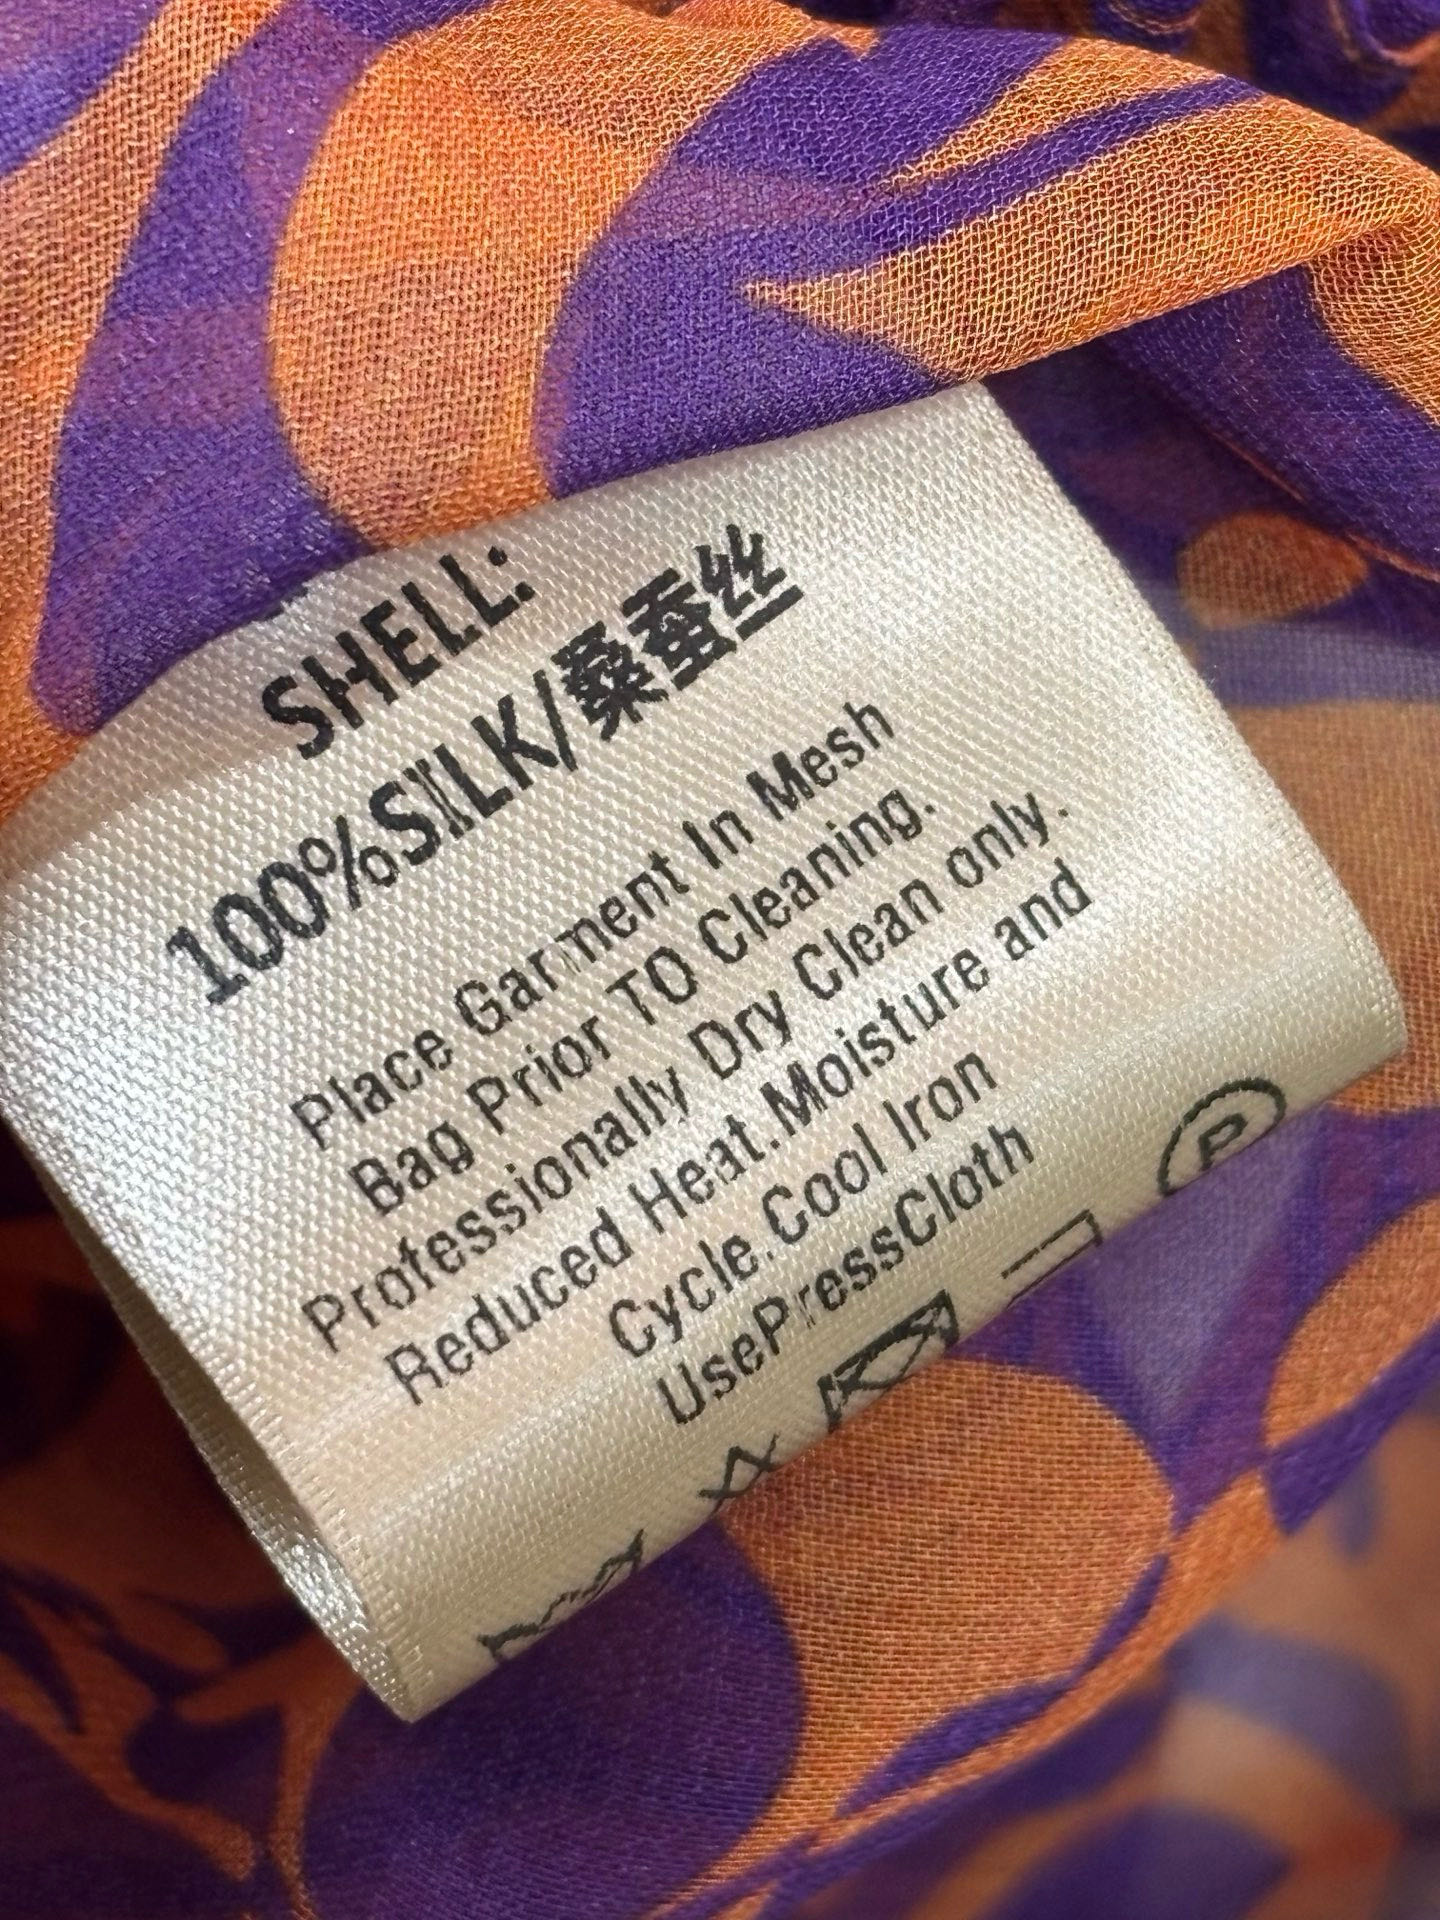 SHELL:
100%SILK/桑蚕丝
Place Garment In Mesh
Bag Prior TO Cleaning.
Professionally Dry Clean only.
Reduced Heat.Moisture and
Cycle.Cool Iron
UsePressCloth
P